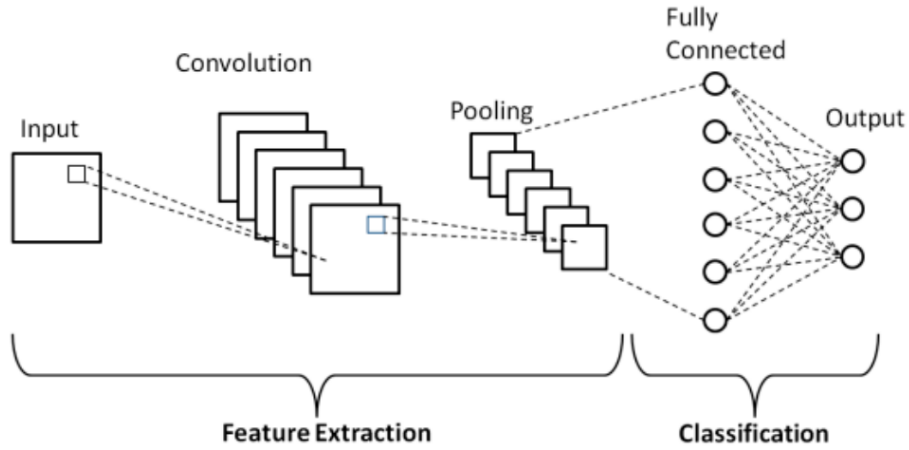 Input
Convolution
Pooling
Fully
Connected
Output
Feature Extraction
Classification